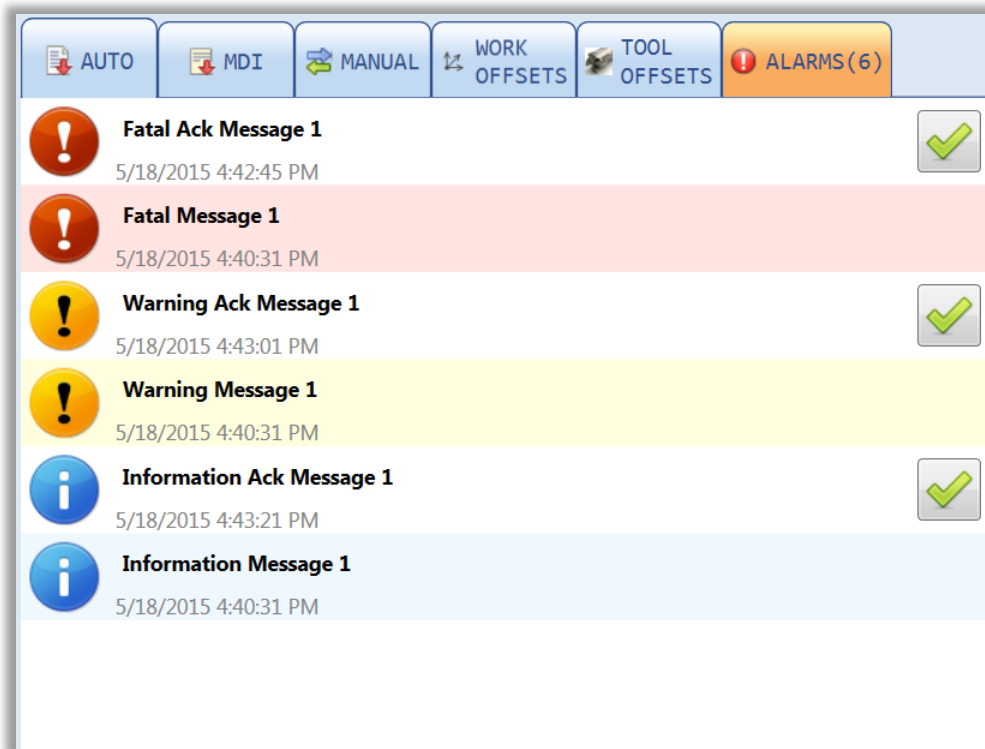 AUTO
MDI
MANUAL
WORK
OFFSETS
TOOL
OFFSETS
ALARMS(6)
Fatal Ack Message 1
5/18/2015 4:42:45 PM
Fatal Message 1
5/18/2015 4:40:31 PM
Warning Ack Message 1
5/18/2015 4:43:01 PM
Warning Message 1
5/18/2015 4:40:31 PM
Information Ack Message 1
5/18/2015 4:43:21 PM
Information Message 1
5/18/2015 4:40:31 PM